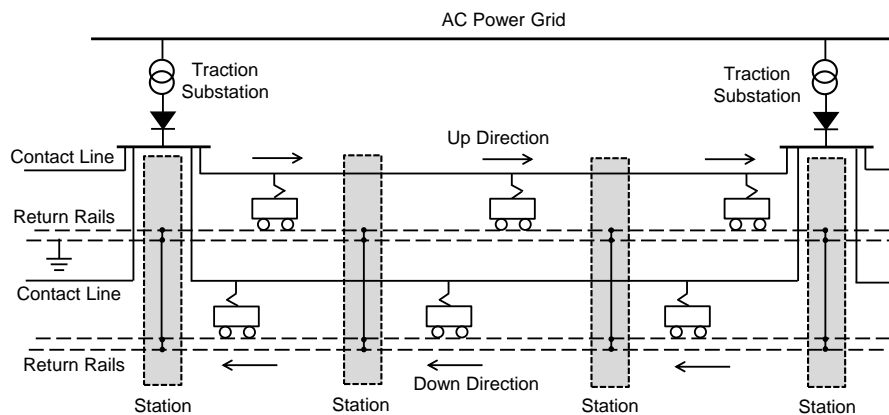 AC Power Grid
Traction
Substation
Traction
Substation
Up Direction
Contact Line
Return Rails
Contact Line
Return Rails
Down Direction
Station
Station
Station
Station